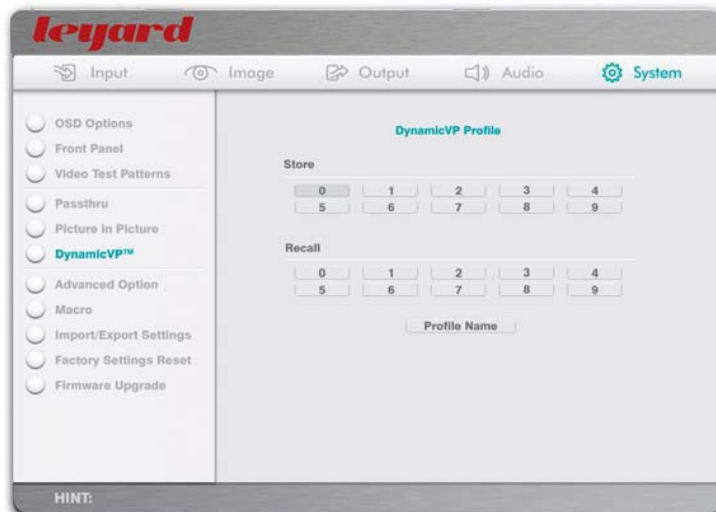 leyard
Input Image Output Audio System
OSD Options
Front Panel
Video Test Patterns
Passthru
Picture in Picture
DynamicVP™
Advanced Option
Macro
Import/Export Settings
Factory Settings Reset
Firmware Upgrade
DynamicVP Profile
Store
0 1 2 3 4
5 6 7 8 9
Recall
0 1 2 3 4
5 6 7 8 9
Profile Name
HINT: